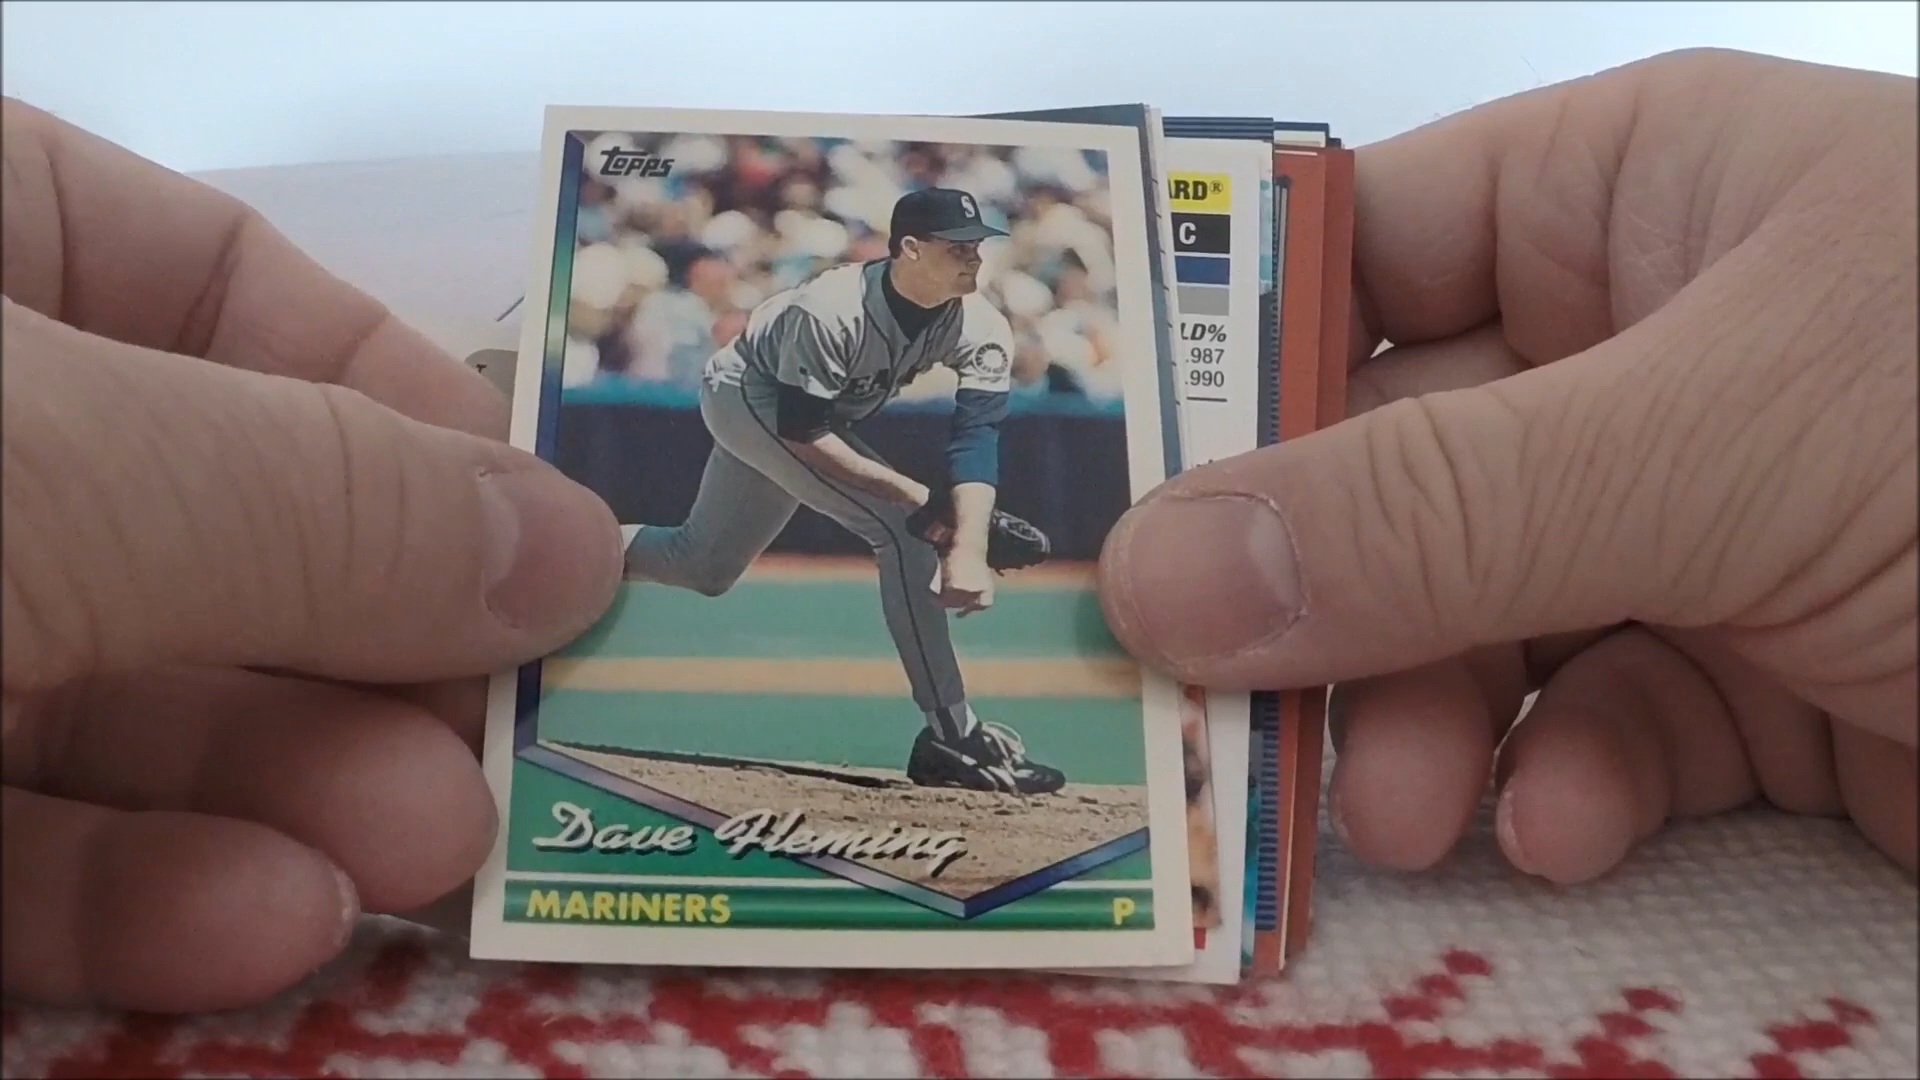 Topps
S
Dave Fleming
MARINERS
P
ARD®
C
LD%
.987
.990